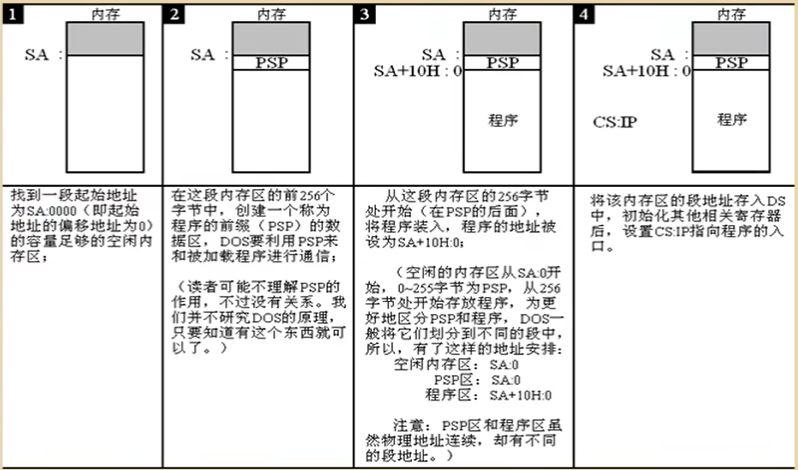 1 内存
SA :
找到一段起始地址
为SA:0000（即起始
地址的偏移地址为0）
的容量足够的空闲内
存区；
2 内存
SA :
PSP
在这段内存区的前256个
字节中，创建一个称为
程序的前缀（PSP）的数
据区，DOS要利用PSP来
和被加载程序进行通信；
（读者可能不理解PSP的
作用，不过没有关系。我
们并不研究DOS的原理，
只要知道有这个东西就可
以了。）
3 内存
SA :
SA+10H : 0
PSP
程序
从这段内存区的256字节
处开始（在PSP的后面），
将程序装入，程序的地址被
设为SA+10H:0;
（空闲的内存区从SA:0开
始，0~255字节为PSP，从256
字节处开始存放程序，为更
好地区分PSP和程序，DOS一
般将它们划分到不同的段中，
所以，有了这样的地址安排：
空闲内存区：SA:0
PSP区：SA:0
程序区：SA+10H:0
注意：PSP区和程序区虽
然物理地址连续，却有不同
的段地址。）
4 内存
SA :
SA+10H : 0
PSP
CS:IP
程序
将该内存区的段地址存入DS
中，初始化其他相关寄存器
后，设置CS:IP指向程序的入
口。